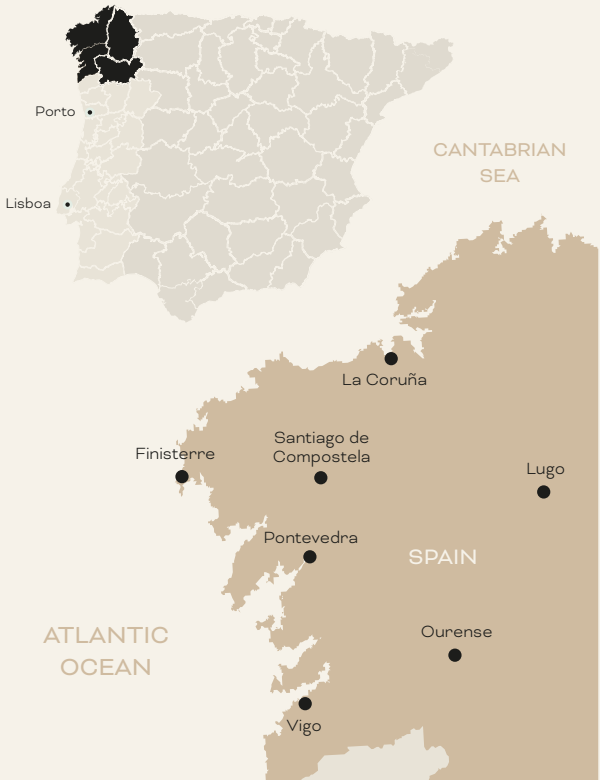 Porto
Lisboa
CANTABRIAN
SEA
La Coruña
Santiago de
Compostela
Finisterre
Lugo
Pontevedra
SPAIN
ATLANTIC
OCEAN
Ourense
Vigo